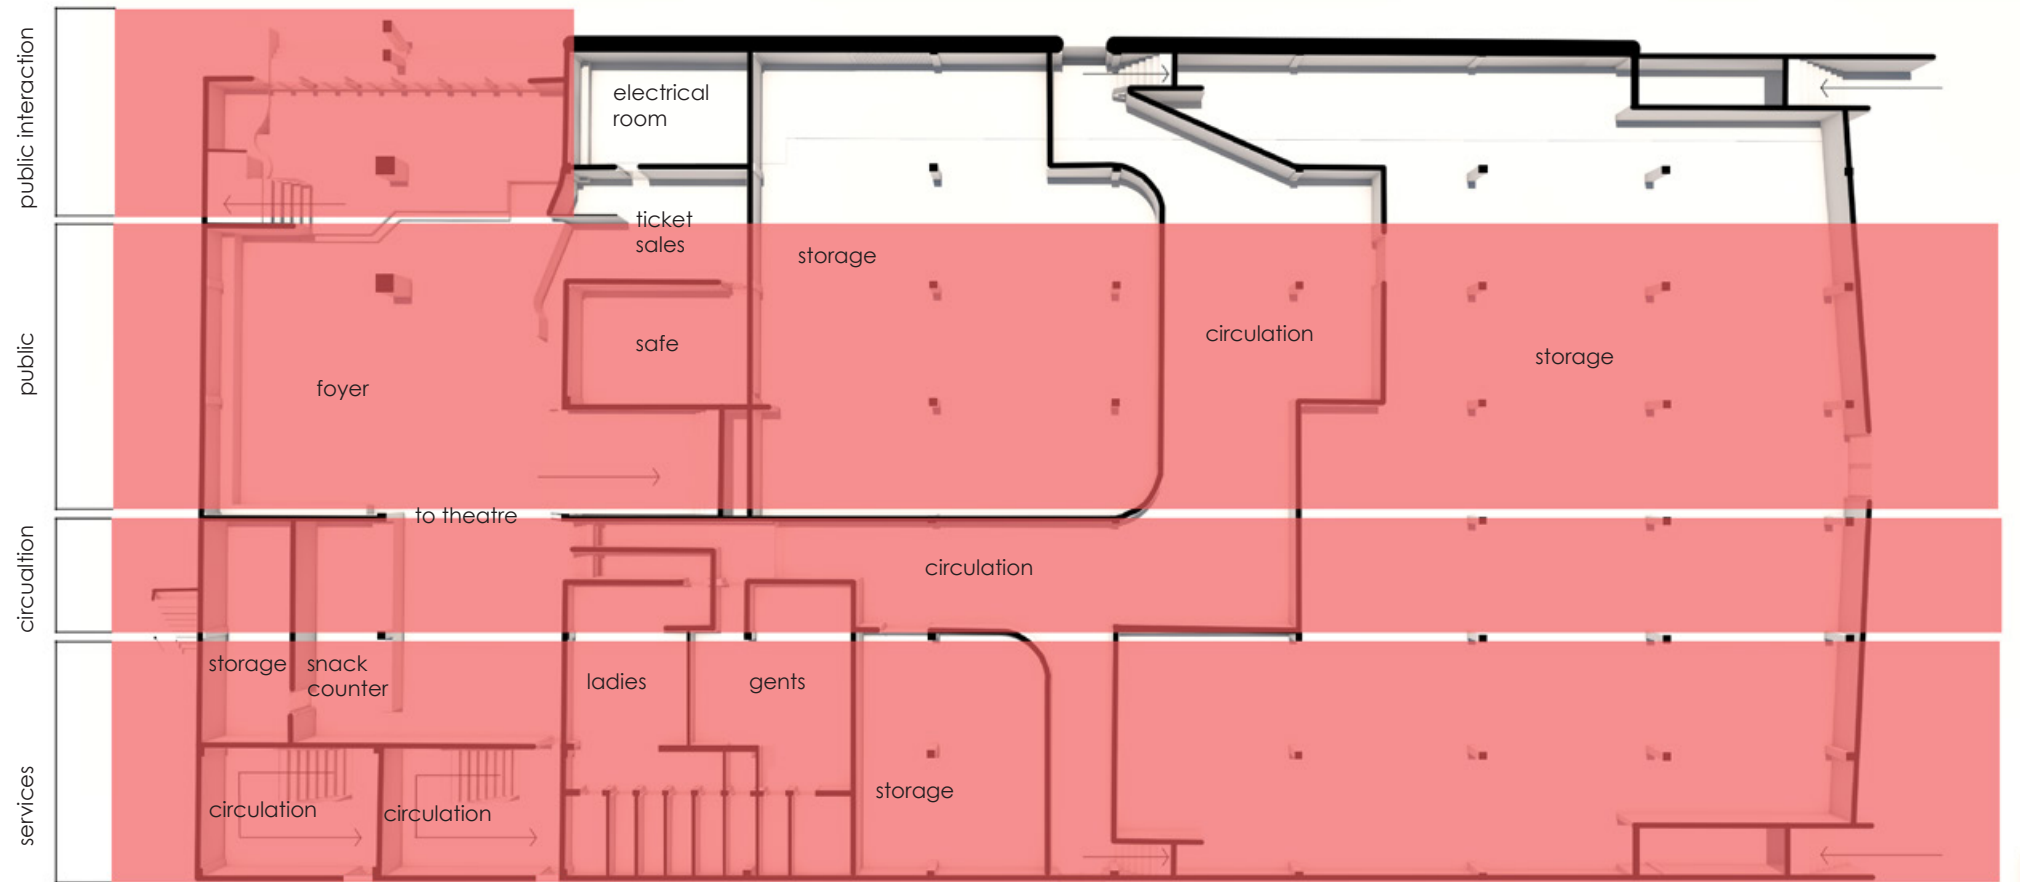 public interaction
public
circualtion
services
electrical
room
ticket
sales
storage
safe
circulation
storage
foyer
to theatre
circulation
storage
snack
counter
ladies
gents
storage
circulation
circulation